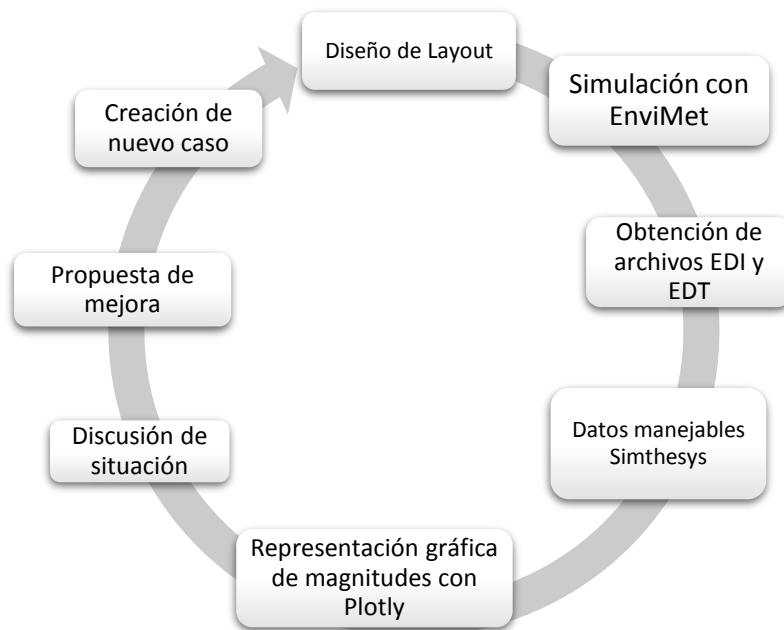 Diseño de Layout
Simulación con
EnviMet
Obtención de
archivos EDI y
EDT
Datos manejables
Simthesys
Representación gráfica
de magnitudes con
Plotly
Discusión de
situación
Propuesta de
mejora
Creación de
nuevo caso